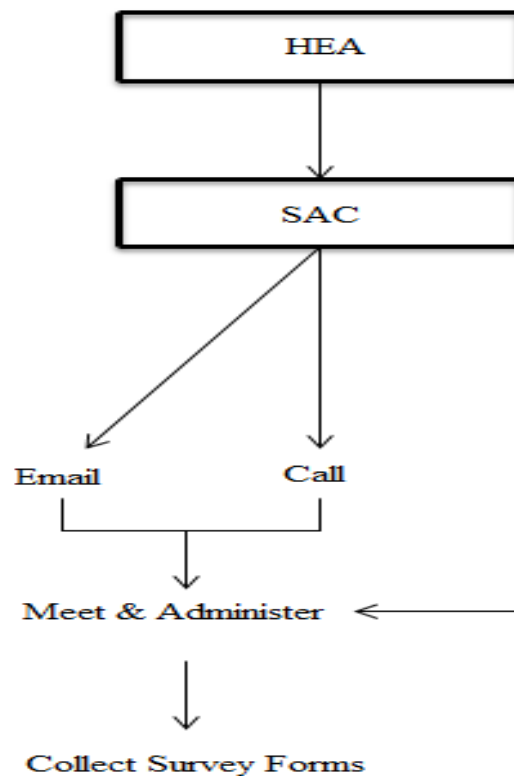 HEA
SAC
Email
Call
Meet & Administer
Collect Survey Forms